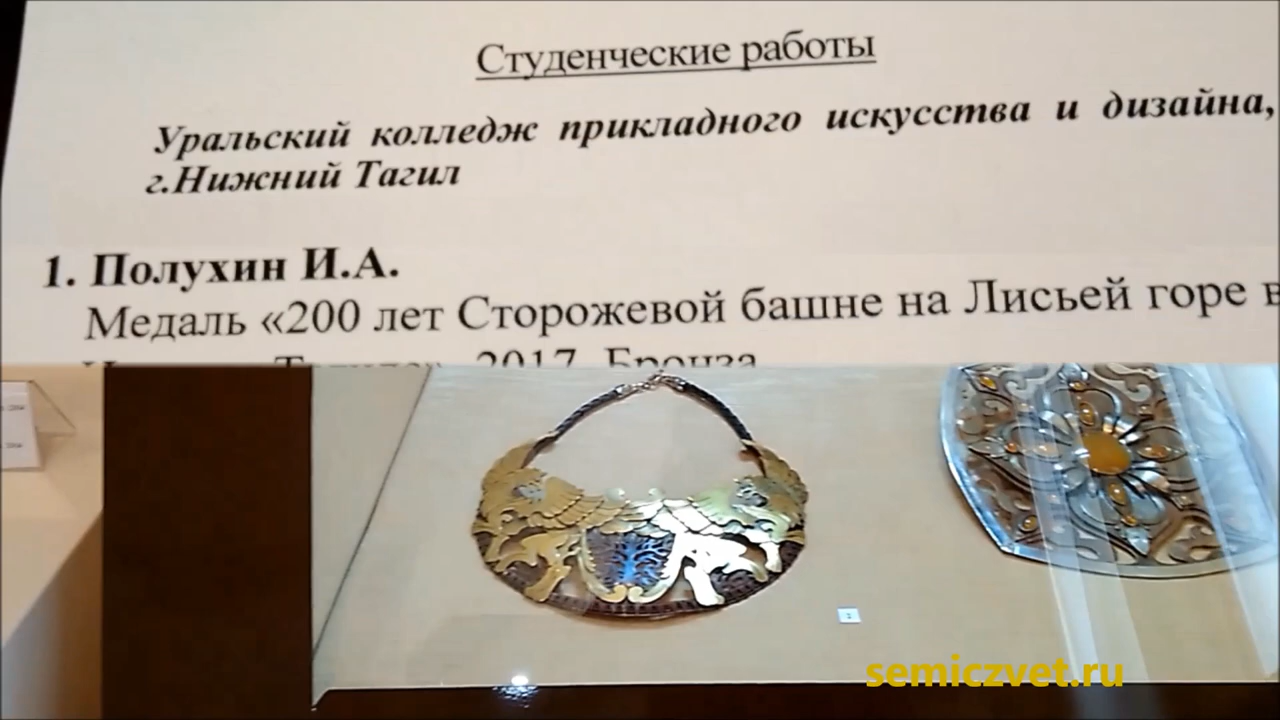 Студенческие работы
Уральский колледж прикладного искусства и дизайна,
г.Нижний Тагил
1. Полухин И.А.
Медаль «200 лет Сторожевой башне на Лисьей горе в
Тагиле», 2017. Бронза
semiczvet.ru